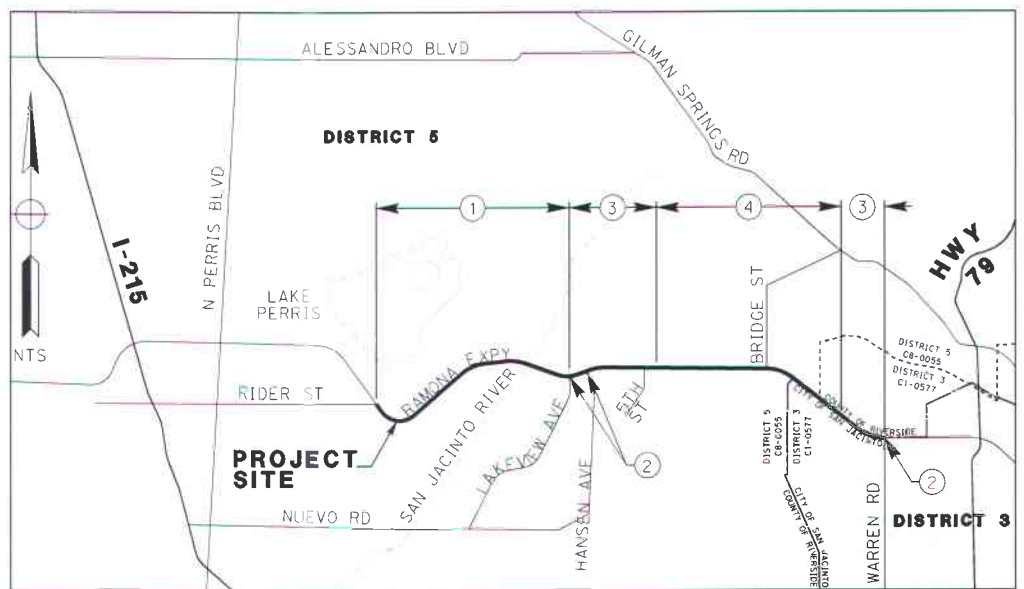 ALESSANDRO BLVD
GILMAN SPRINGS RD
DISTRICT 5
N PERRIS BLVD
I-215
1
3
4
3
HWY
79
LAKE
PERRIS
BRIDGE ST
NTS
DISTRICT 5
C8-0055
DISTRICT 3
C1-0577
RAMONA EXPY
RIDER ST
5TH
ST
COUNTY OF RIVERSIDE
CITY OF SAN JACINTO
PROJECT
SITE
SAN JACINTO RIVER
LAKEVIEW AVE
2
DISTRICT 5
C8-0055
DISTRICT 3
C1-0577
2
NUEVO RD
HANSEN AVE
CITY OF SAN JACINTO
COUNTY OF RIVERSIDE
WARREN RD
DISTRICT 3